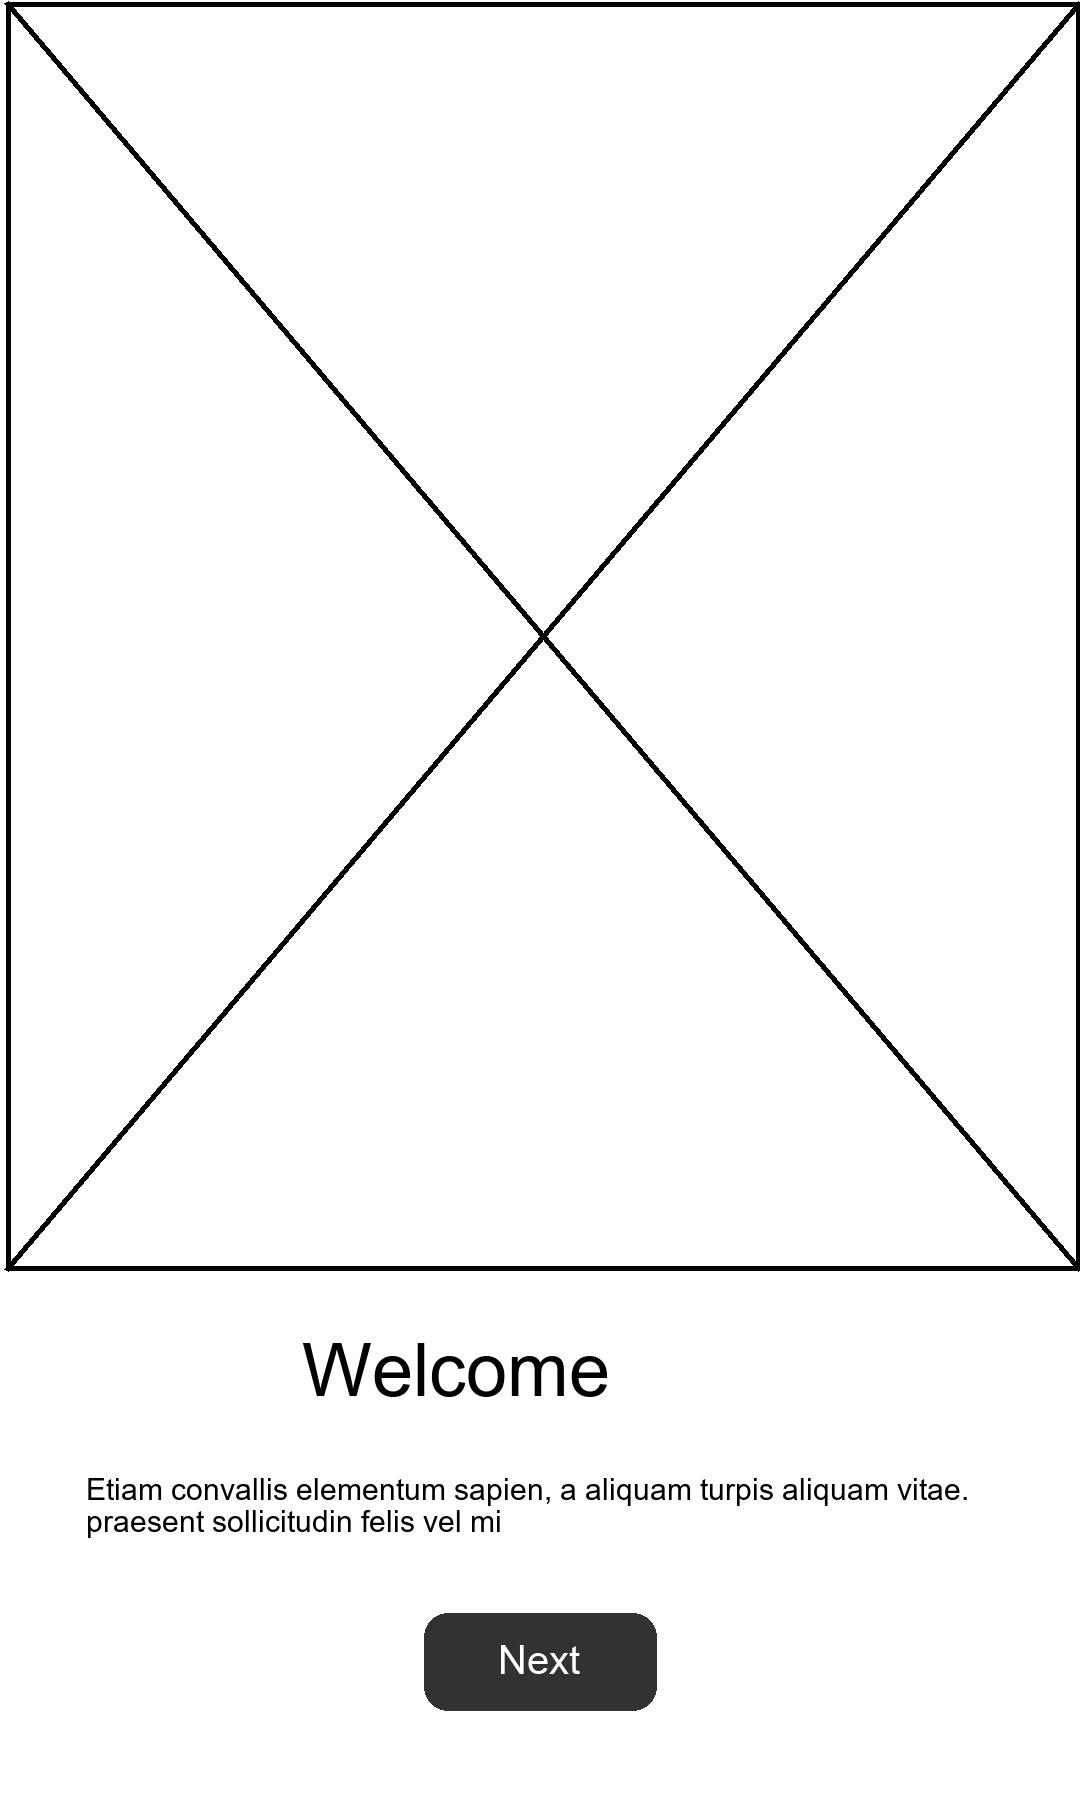 Welcome
Etiam convallis elementum sapien, a aliquam turpis aliquam vitae.
praesent sollicitudin felis vel mi
Next